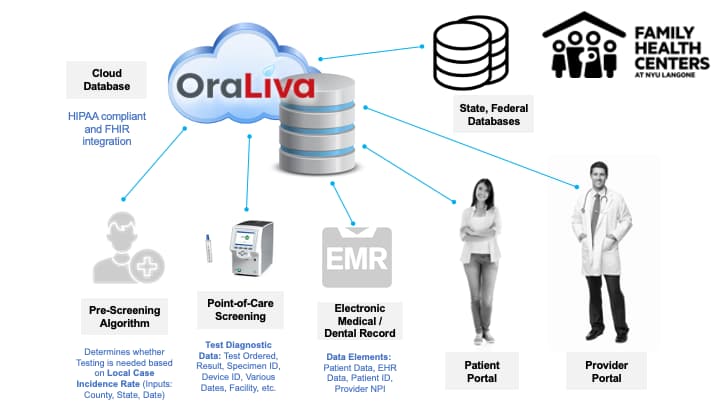 OraLiva
FAMILY
HEALTH
CENTERS
AT NYU LANGONE
Cloud
Database
HIPAA compliant
and FHIR
integration
State, Federal
Databases
EMR
Pre-Screening
Algorithm
Determines whether
Testing is needed based
on Local Case
Incidence Rate (Inputs:
County, State, Date)
Point-of-Care
Screening
Test Diagnostic
Data: Test Ordered,
Result, Specimen ID,
Device ID, Various
Dates, Facility, etc.
Electronic
Medical /
Dental Record
Data Elements:
Patient Data, EHR
Data, Patient ID,
Provider NPI
Patient
Portal
Provider
Portal